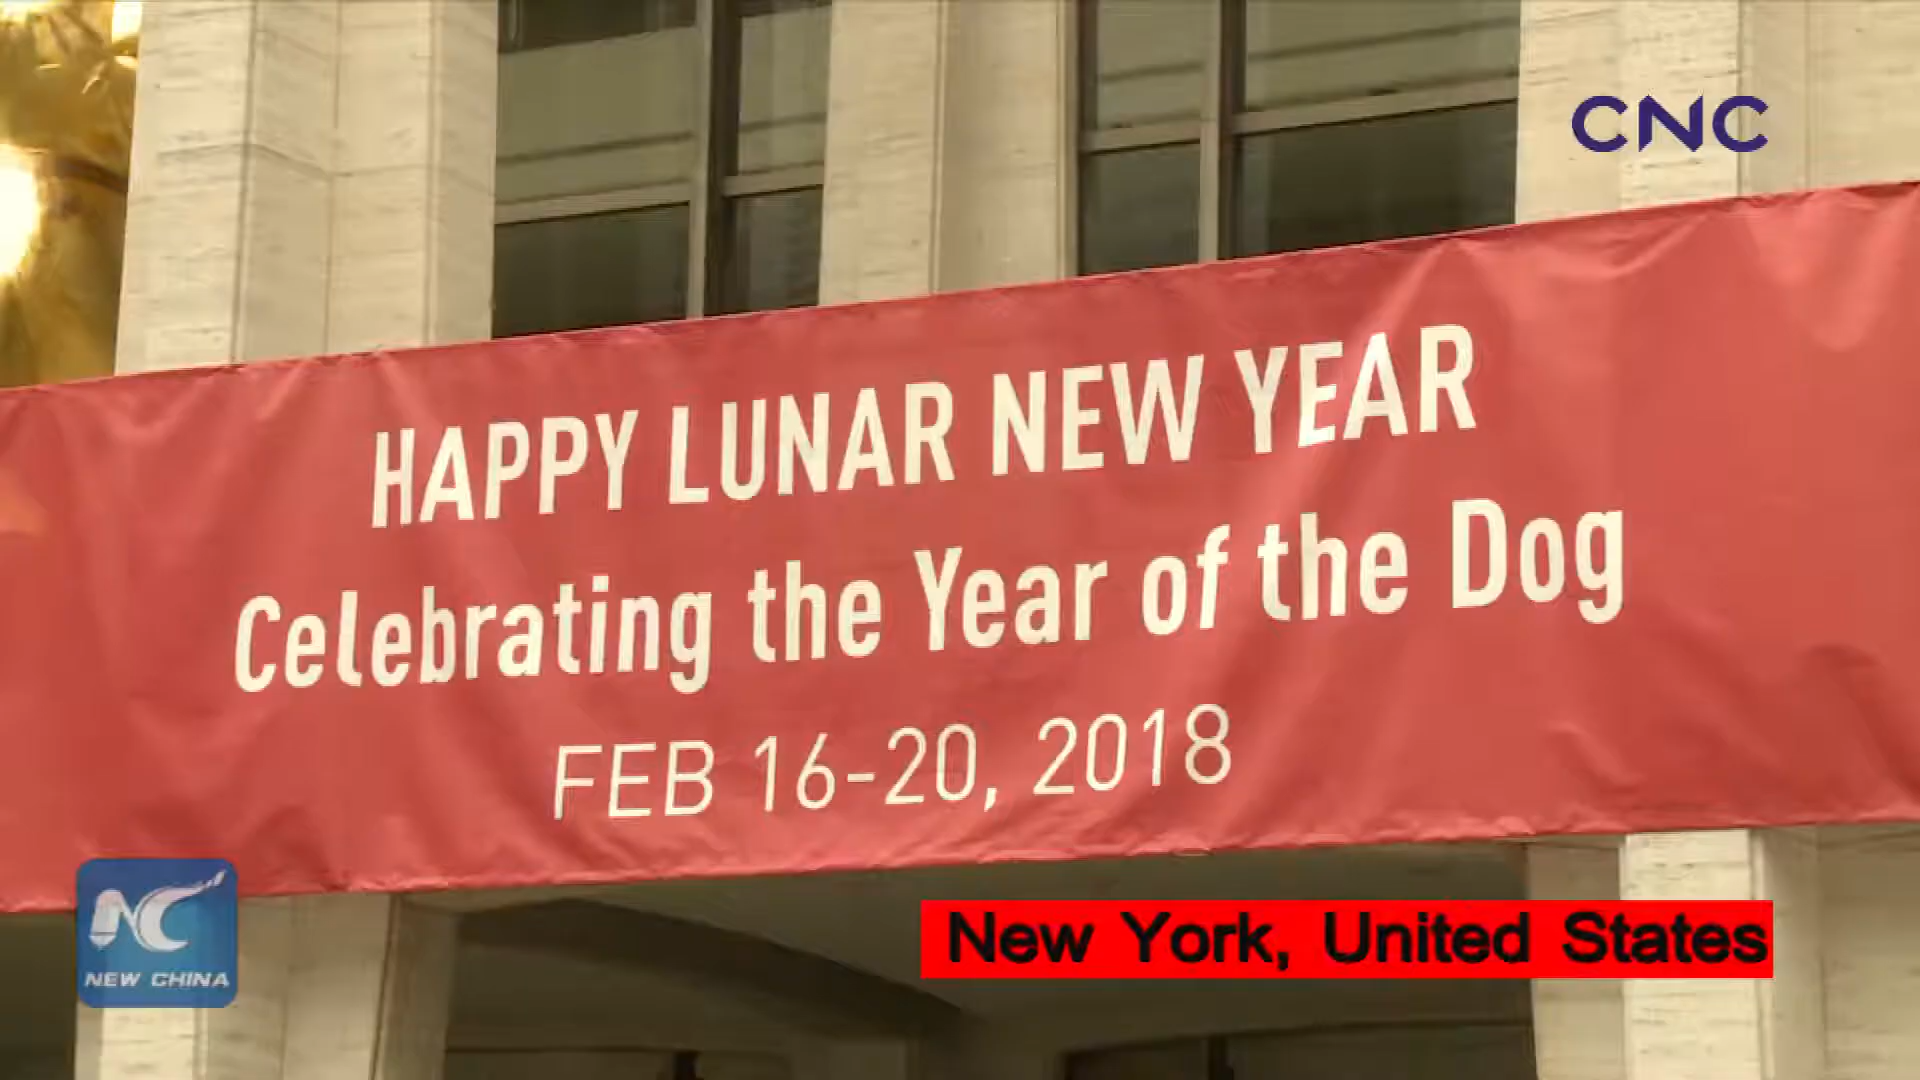 CNC
HAPPY LUNAR NEW YEAR
Celebrating the Year of the Dog
FEB 16-20, 2018
NC
NEW CHINA
New York, United States